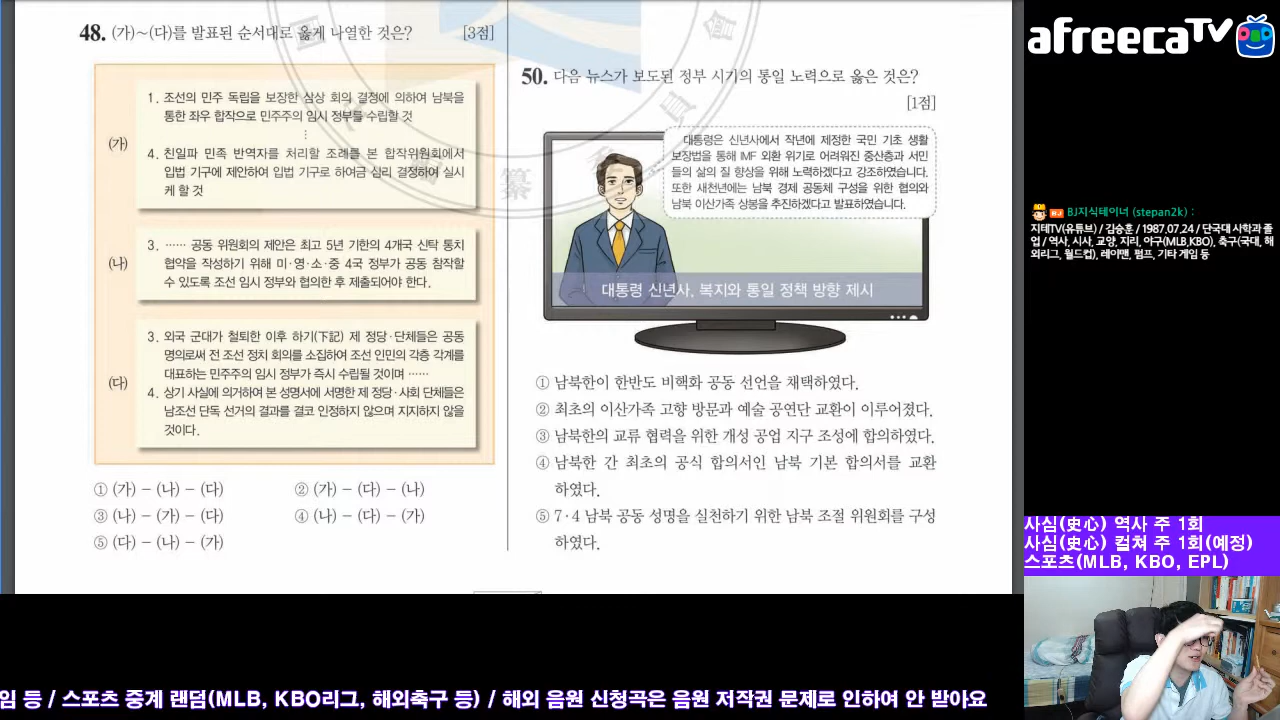 48. (가)~(다)를 발표된 순서대로 옳게 나열한 것은? [3점]
(가)
1. 조선의 민주 독립을 보장한 삼상 회의 결정에 의하여 남북을
통한 좌우 합작으로 민주주의 임시 정부를 수립할 것
⋮
4. 친일파 민족 반역자를 처리할 조례를 본 합작위원회에서
입법 기구에 제안하여 입법 기구로 하여금 심리 결정하여 실시
케 할 것
(나)
3. …… 공동 위원회의 제안은 최고 5년 기한의 4개국 신탁 통치
협약을 작성하기 위해 미·영·소·중 4국 정부가 공동 참작할
수 있도록 조선 임시 정부와 협의한 후 제출되어야 한다.
(다)
3. 외국 군대가 철퇴한 이후 하기(下記) 제 정당·단체들은 공동
명의로써 전 조선 정치 회의를 소집하여 조선 인민의 각층 각계를
대표하는 민주주의 임시 정부가 즉시 수립될 것이며 ……
4. 상기 사실에 의거하여 본 성명서에 서명한 제 정당·사회 단체들은
남조선 단독 선거의 결과를 결코 인정하지 않으며 지지하지 않을
것이다.
① (가) - (나) - (다) ② (가) - (다) - (나)
③ (나) - (가) - (다) ④ (나) - (다) - (가)
⑤ (다) - (나) - (가)
50. 다음 뉴스가 보도된 정부 시기의 통일 노력으로 옳은 것은?
[1점]
대통령은 신년사에서 작년에 제정한 국민 기초 생활
보장법을 통해 IMF 외환 위기로 어려워진 중산층과 서민
들의 삶의 질 향상을 위해 노력하겠다고 강조하였습니다.
또한 새천년에는 남북 경제 공동체 구성을 위한 협의와
남북 이산가족 상봉을 추진하겠다고 발표하였습니다.
대통령 신년사, 복지와 통일 정책 방향 제시
① 남북한이 한반도 비핵화 공동 선언을 채택하였다.
② 최초의 이산가족 고향 방문과 예술 공연단 교환이 이루어졌다.
③ 남북한의 교류 협력을 위한 개성 공업 지구 조성에 합의하였다.
④ 남북한 간 최초의 공식 합의서인 남북 기본 합의서를 교환
하였다.
⑤ 7·4 남북 공동 성명을 실천하기 위한 남북 조절 위원회를 구성
하였다.
afreecaTV
BJ BJ지식테이너 (stepan2k) :
지테TV(유튜브) / 김승훈 / 1987.07.24 / 단국대 사학과 졸
업 / 역사, 시사, 교양, 지리, 야구(MLB,KBO), 축구(국대, 해
외리그, 월드컵), 레이맨, 펌프, 기타 게임 등
사심(史心) 역사 주 1회
사심(史心) 컬쳐 주 1회(예정)
스포츠(MLB, KBO, EPL)
임 등 / 스포츠 중계 랜덤(MLB, KBO리그, 해외축구 등) / 해외 음원 신청곡은 음원 저작권 문제로 인하여 안 받아요